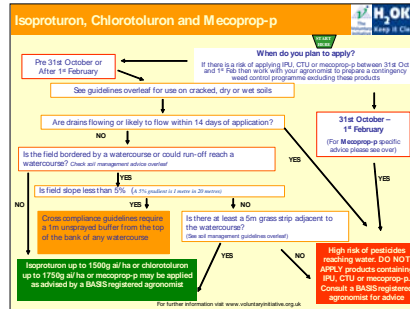 Isoproturon, Chlorotoluron and Mecoprop-p
H2OK
Keep it Cle
START
HERE
When do you plan to apply?
If there is a risk of applying IPU, CTU or mecoprop-p between 31st Oct
and 1st Feb then work with your agronomist to prepare a contingency
weed control programme excluding these products
Pre 31st October or
After 1st February
See guidelines overleaf for use on cracked, dry or wet soils
Are drains flowing or likely to flow within 14 days of application?
31st October –
1st February
(For Mecoprop-p specific
advice please see over)
NO
YES
YES
Is the field bordered by a watercourse or could run-off reach a
watercourse? Check soil management advice overleaf
YES
Is field slope less than 5% (A 5% gradient is 1 metre in 20 metres)
NO
YES
NO
Cross compliance guidelines require
a 1m unsprayed buffer from the top
of the bank of any watercourse
Is there at least a 5m grass strip adjacent to
the watercourse?
(See soil management guidelines overleaf)
YES
NO
Isoproturon up to 1500g ai/ha or chlorotoluron
up to 1750g ai/ha or mecoprop-p may be applied
as advised by a BASIS registered agronomist
High risk of pesticides
reaching water. DO NOT
APPLY products containin
IPU, CTU or mecoprop-p.
Consult a BASIS registered
agronomist for advice
For further information visit www.voluntaryinitiative.org.uk